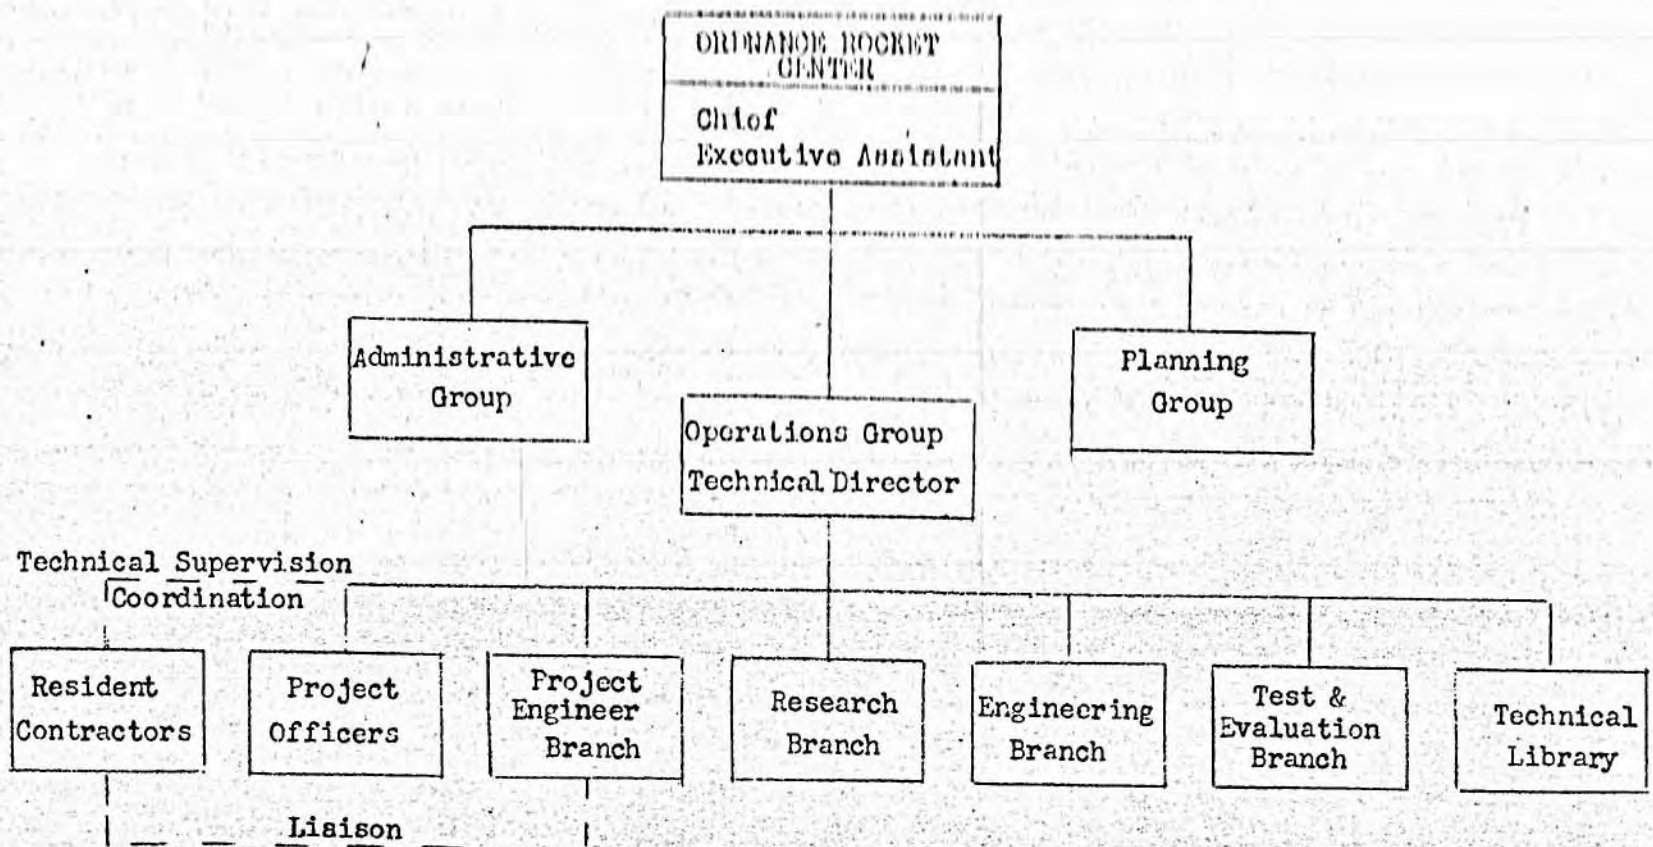 ORDNANCE ROCKET
CENTER
Chief
Executive Assistant
Administrative
Group
Planning
Group
Operations Group
Technical Director
Technical Supervision
Coordination
Resident
Contractors
Project
Officers
Project
Engineer
Branch
Research
Branch
Engineering
Branch
Test &
Evaluation
Branch
Technical
Library
Liaison